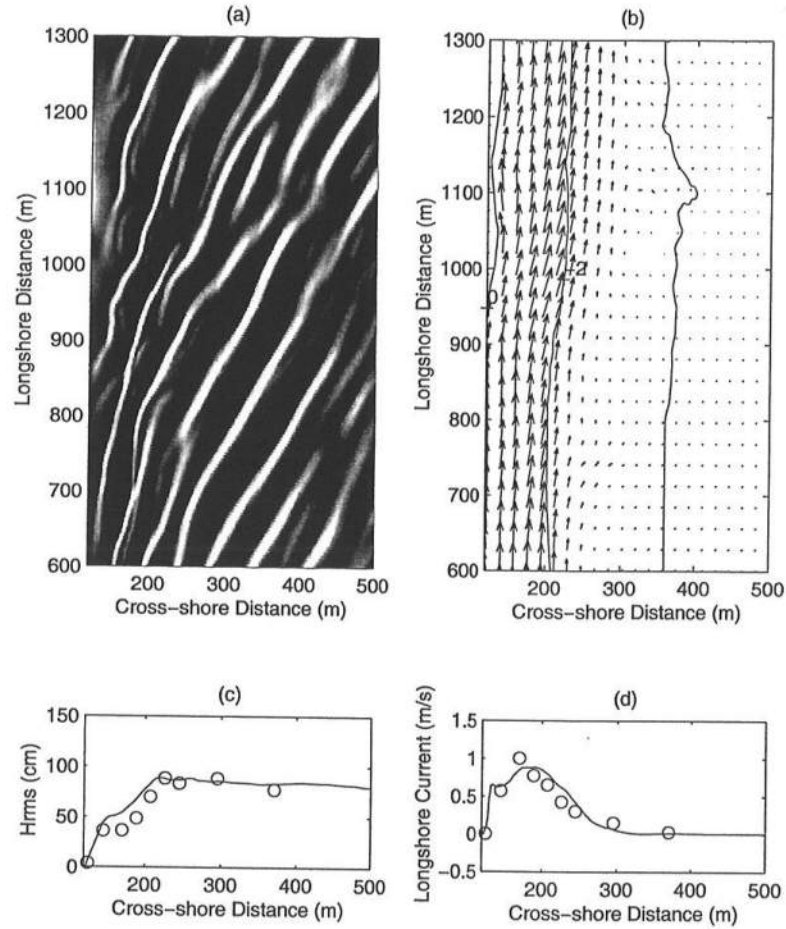 (a)
1300
1200
1100
1000
900
800
700
600
Longshore Distance (m)
200 300 400 500
Cross-shore Distance (m)
(b)
1300
1200
1100
1000
900
800
700
600
Longshore Distance (m)
0
-2
200 300 400 500
Cross-shore Distance (m)
(c)
150
100
50
0
Hrms (cm)
200 300 400 500
Cross-shore Distance (m)
(d)
1.5
1
0.5
0
-0.5
Longshore Current (m/s)
200 300 400 500
Cross-shore Distance (m)